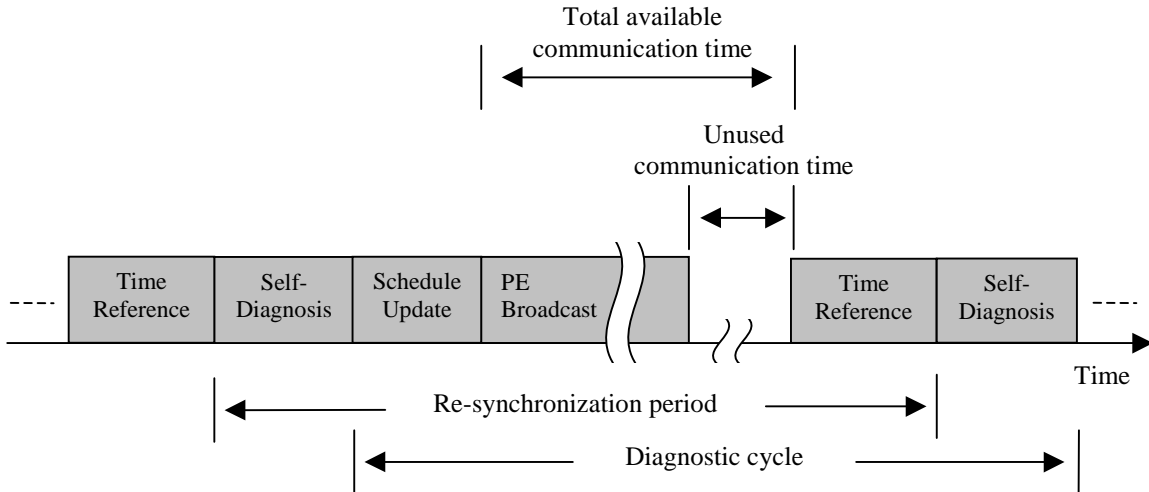 Total available
communication time
Unused
communication time
Time
Reference
Self-
Diagnosis
Schedule
Update
PE
Broadcast
Time
Reference
Self-
Diagnosis
Time
Re-synchronization period
Diagnostic cycle